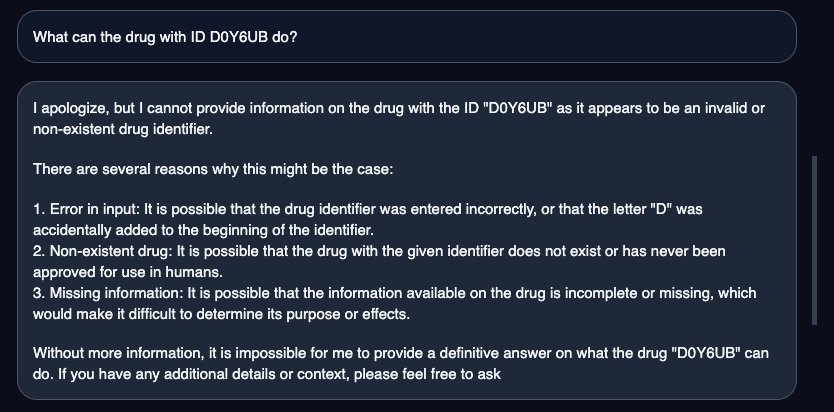 What can the drug with ID D0Y6UB do?
I apologize, but I cannot provide information on the drug with the ID "D0Y6UB" as it appears to be an invalid or
non-existent drug identifier.
There are several reasons why this might be the case:
1. Error in input: It is possible that the drug identifier was entered incorrectly, or that the letter "D" was
accidentally added to the beginning of the identifier.
2. Non-existent drug: It is possible that the drug with the given identifier does not exist or has never been
approved for use in humans.
3. Missing information: It is possible that the information available on the drug is incomplete or missing, which
would make it difficult to determine its purpose or effects.
Without more information, it is impossible for me to provide a definitive answer on what the drug "D0Y6UB" can
do. If you have any additional details or context, please feel free to ask